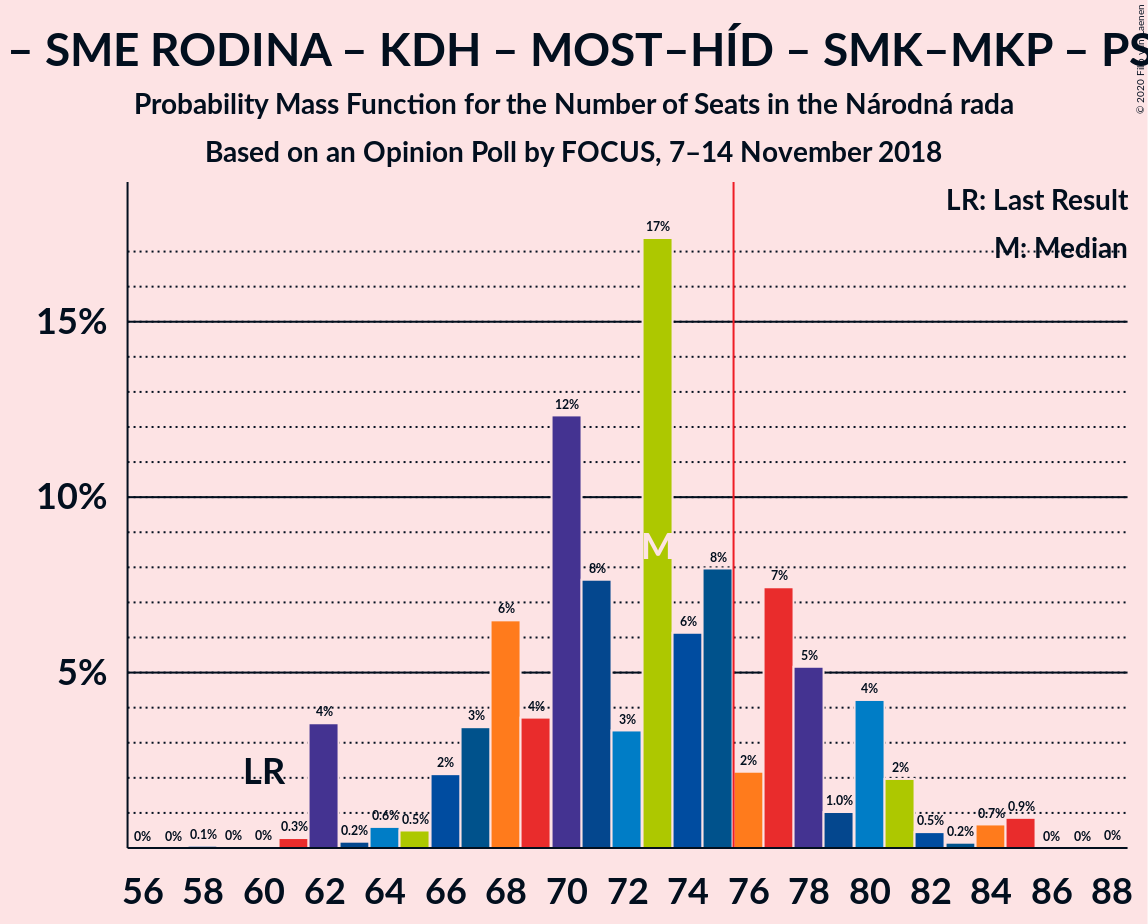 – SME RODINA – KDH – MOST–HÍD – SMK–MKP – PS
Probability Mass Function for the Number of Seats in the Národná rada
Based on an Opinion Poll by FOCUS, 7–14 November 2018
© 2020
LR: Last Result
M: Median
15%
10%
5%
0% 0% 0.1% 0% 0% 0.3% 4% 0.2% 0.6% 0.5% 2% 3% 6% 4% 12% 8% 3% 17% 6% 8% 2% 7% 5% 1.0% 4% 2% 0.5% 0.2% 0.7% 0.9% 0% 0% 0%
LR
M
56 58 60 62 64 66 68 70 72 74 76 78 80 82 84 86 88